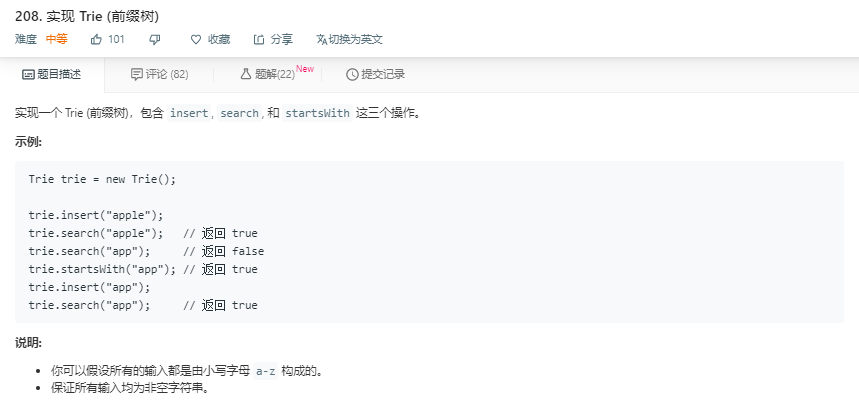 208. 实现 Trie (前缀树)
难度 中等 101 收藏 分享 切换为英文
题目描述 评论 (82) 题解(22) New 提交记录
实现一个 Trie (前缀树)，包含 insert, search, 和 startsWith 这三个操作。
示例:
Trie trie = new Trie();
trie.insert("apple");
trie.search("apple");   // 返回 true
trie.search("app");     // 返回 false
trie.startsWith("app"); // 返回 true
trie.insert("app");
trie.search("app");     // 返回 true
说明:
• 你可以假设所有的输入都是由小写字母 a-z 构成的。
• 保证所有输入均为非空字符串。